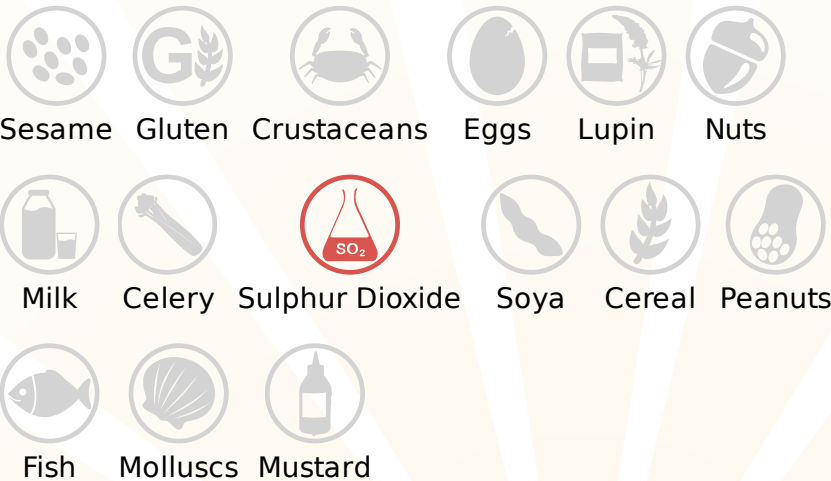 G
Sesame Gluten Crustaceans Eggs Lupin Nuts
SO₂
Milk Celery Sulphur Dioxide Soya Cereal Peanuts
Fish Molluscs Mustard